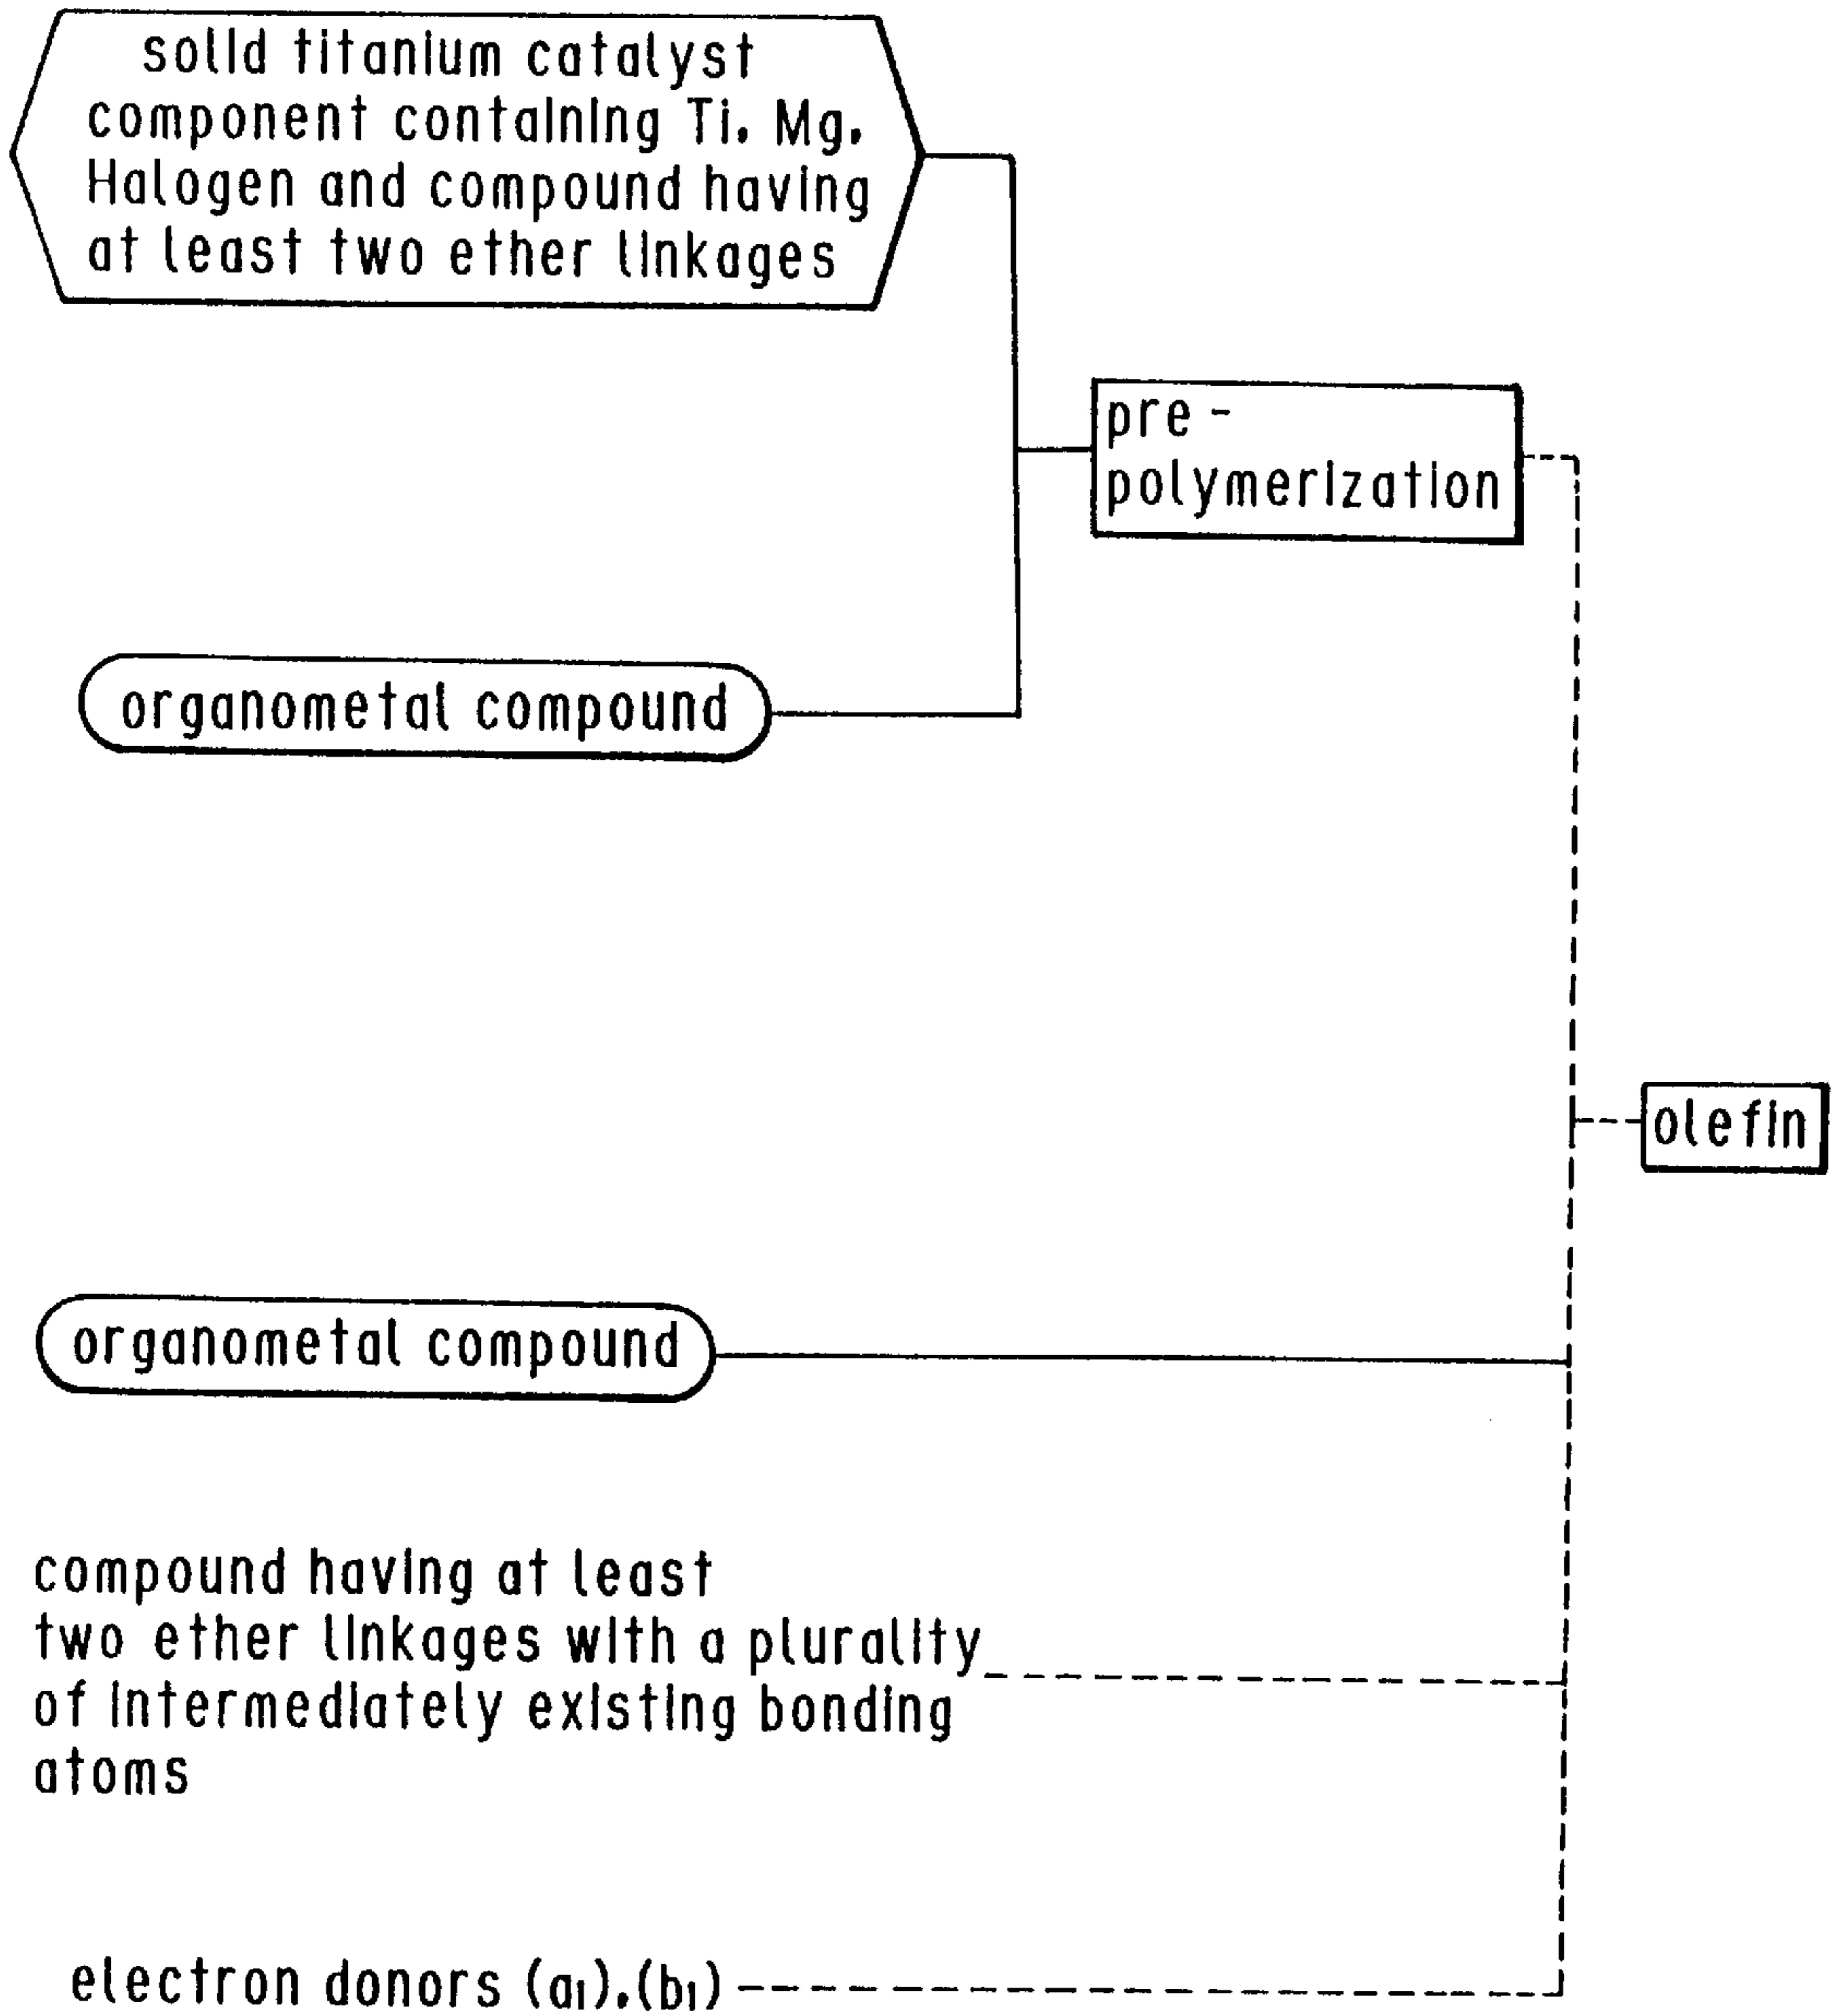 solid titanium catalyst
component containing Ti, Mg,
Halogen and compound having
at least two ether linkages
pre-
polymerization
organometal compound
olefin
organometal compound
compound having at least
two ether linkages with a plurality
of intermediately existing bonding
atoms
electron donors (a1),(b1)